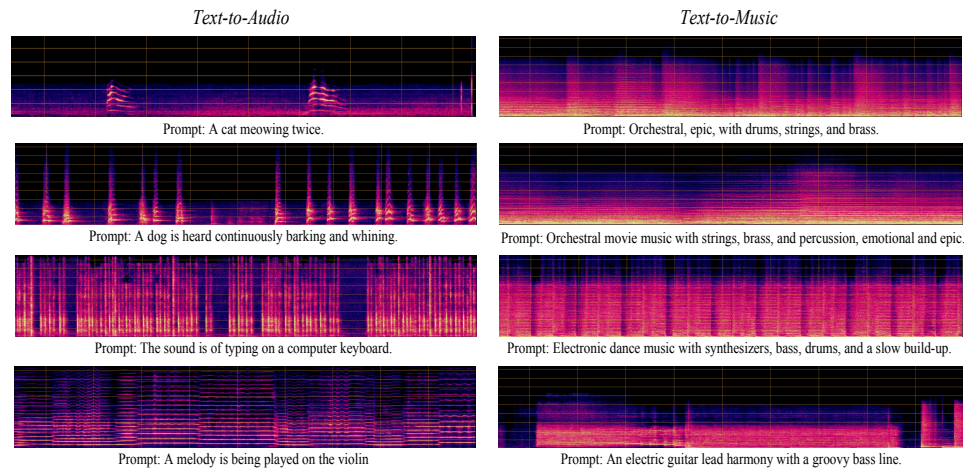 Text-to-Audio
Prompt: A cat meowing twice.
Prompt: A dog is heard continuously barking and whining.
Prompt: The sound is of typing on a computer keyboard.
Prompt: A melody is being played on the violin
Text-to-Music
Prompt: Orchestral, epic, with drums, strings, and brass.
Prompt: Orchestral movie music with strings, brass, and percussion, emotional and epic.
Prompt: Electronic dance music with synthesizers, bass, drums, and a slow build-up.
Prompt: An electric guitar lead harmony with a groovy bass line.